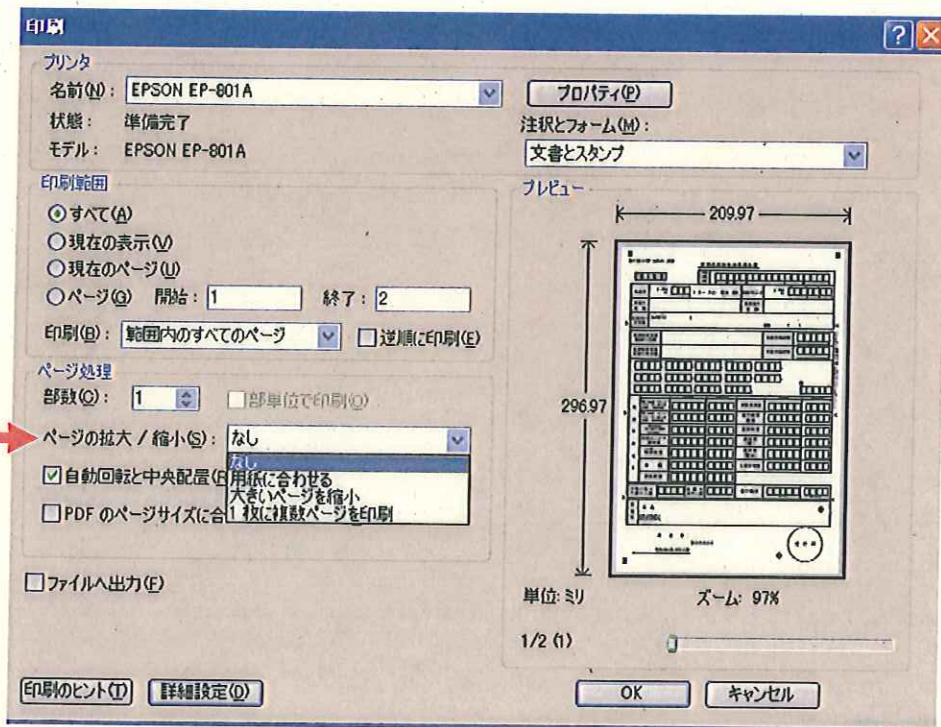 印刷
プリンタ
名前(N): EPSON EP-801A
プロパティ(P)
状態: 準備完了
注釈とフォーム(M):
モデル: EPSON EP-801A
文書とスタンプ
印刷範囲
すべて(A)
現在の表示(V)
現在のページ(U)
ページ(G) 開始: 1 終了: 2
印刷(B): 範囲内のすべてのページ 逆順に印刷(E)
ページ処理
部数(C): 1 部単位で印刷(O)
ページの拡大 / 縮小(S): なし
なし
自動回転と中央配置(R 用紙に合わせる
大きいページを縮小
PDF のページサイズに合 1 枚に複数ページを印刷
ファイルへ出力(F)
プレビュー
209.97
296.97
単位: ミリ ズーム: 97%
1/2 (1)
印刷のヒント(T) 詳細設定(D) OK キャンセル